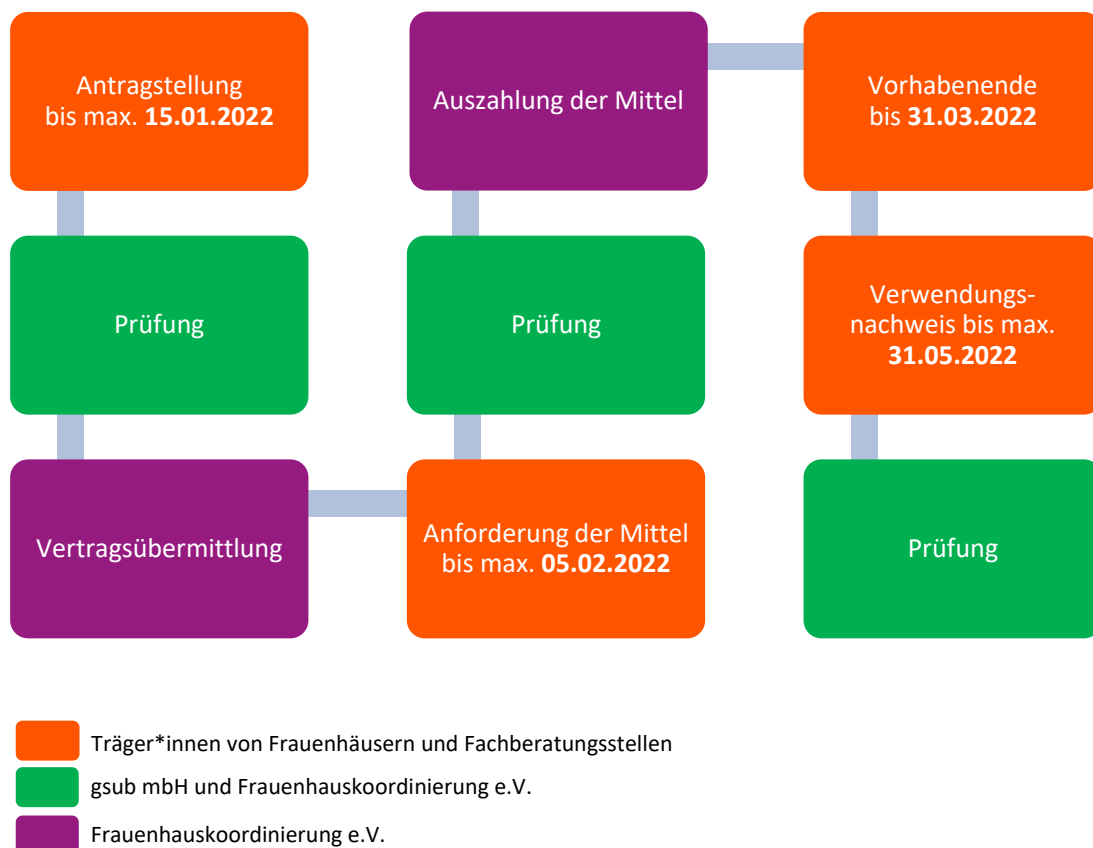 Antragstellung
bis max. 15.01.2022
Prüfung
Vertragsübermittlung
Anforderung der Mittel
bis max. 05.02.2022
Prüfung
Auszahlung der Mittel
Vorhabenende
bis 31.03.2022
Verwendungs-
nachweis bis max.
31.05.2022
Prüfung
Träger*innen von Frauenhäusern und Fachberatungsstellen
gsub mbH und Frauenhauskoordinierung e.V.
Frauenhauskoordinierung e.V.